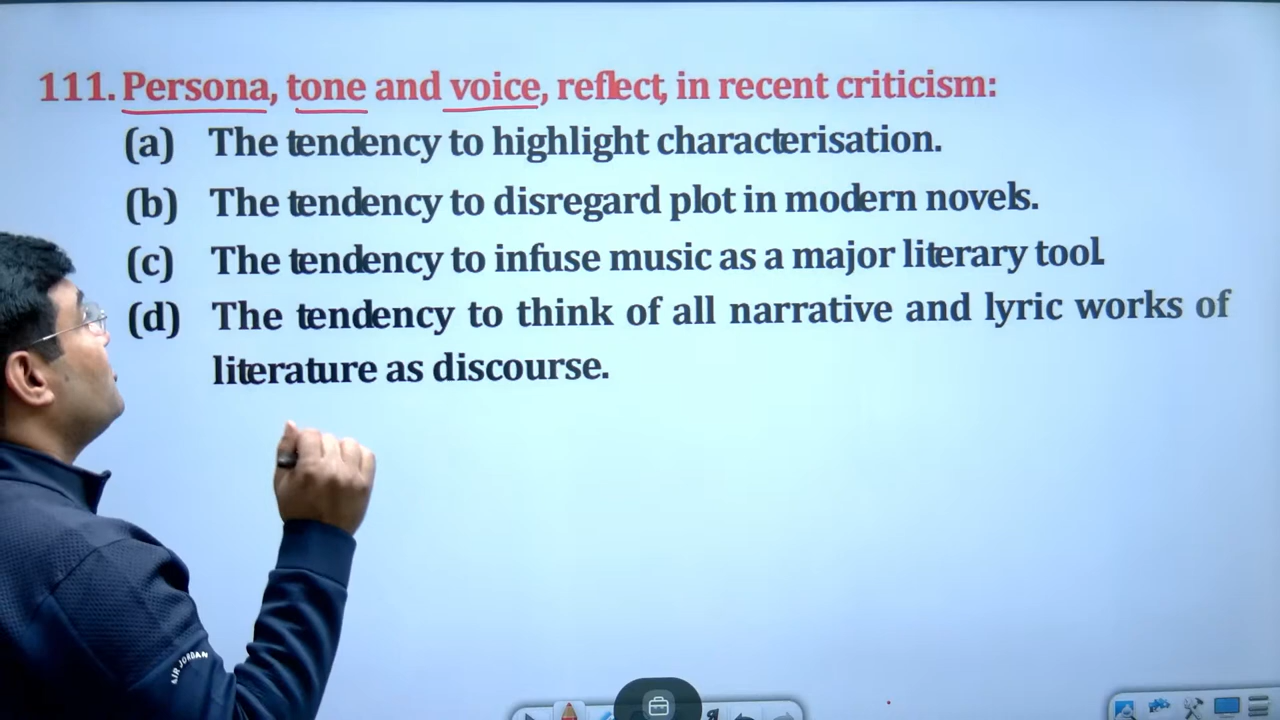 111. Persona, tone and voice, reflect, in recent criticism:
(a) The tendency to highlight characterisation.
(b) The tendency to disregard plot in modern novels.
(c) The tendency to infuse music as a major literary tool.
(d) The tendency to think of all narrative and lyric works of
literature as discourse.
AIR JORDAN